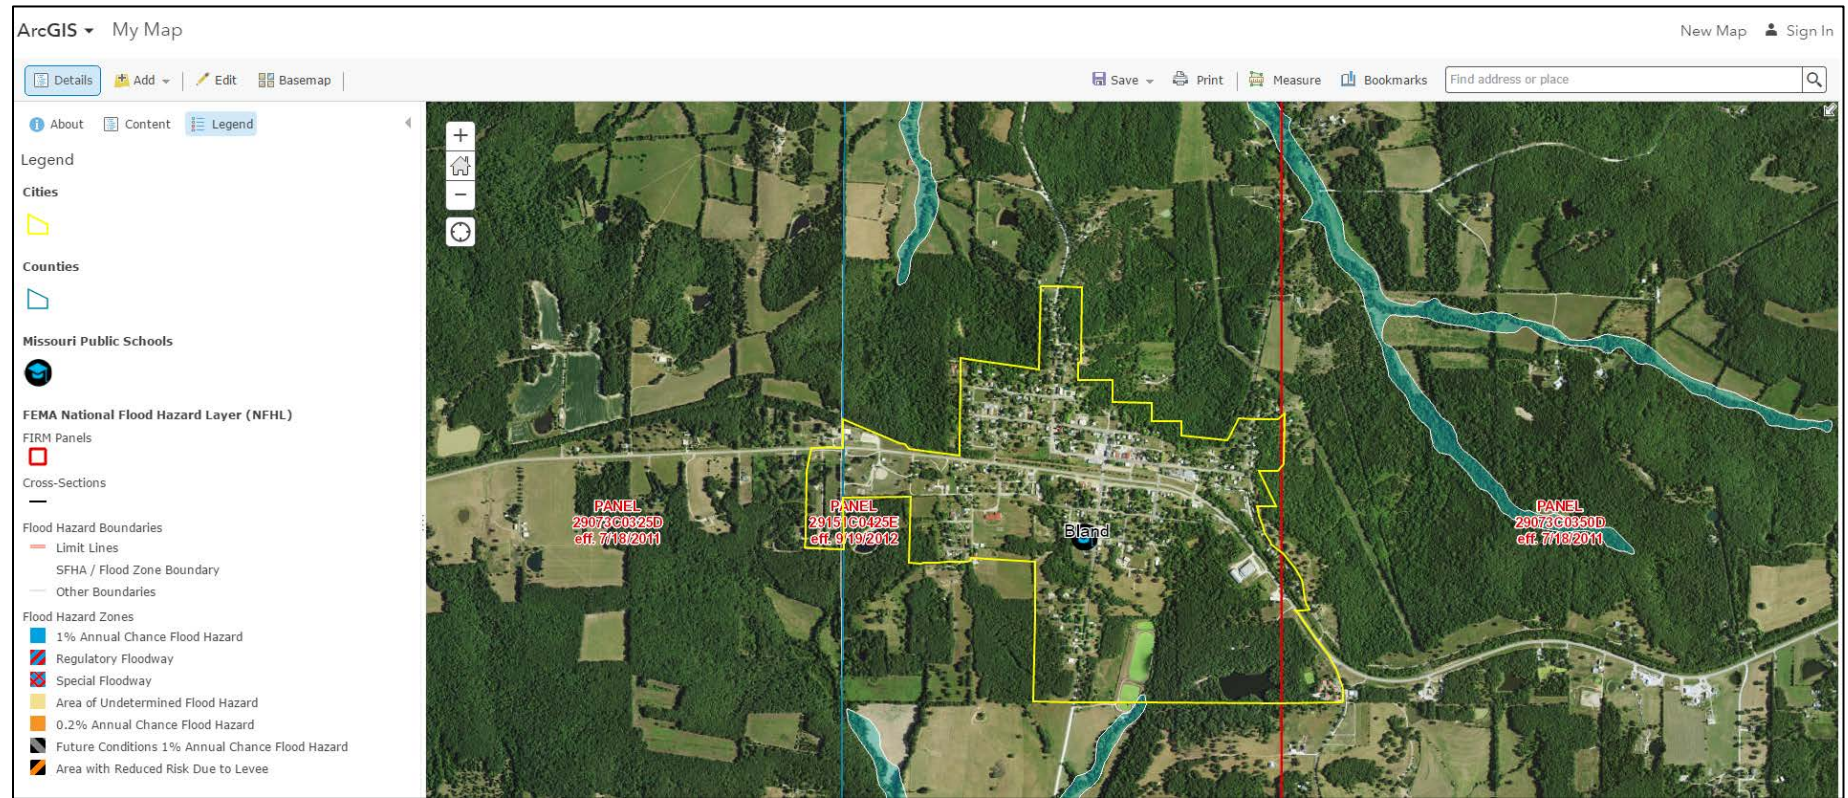 ArcGIS My Map
New Map Sign In
Details Add Edit Basemap
Save Print Measure Bookmarks Find address or place
About Content Legend
Legend
Cities
Counties
Missouri Public Schools
FEMA National Flood Hazard Layer (NFHL)
FIRM Panels
Cross-Sections
Flood Hazard Boundaries
Limit Lines
SFHA / Flood Zone Boundary
Other Boundaries
Flood Hazard Zones
1% Annual Chance Flood Hazard
Regulatory Floodway
Special Floodway
Area of Undetermined Flood Hazard
0.2% Annual Chance Flood Hazard
Future Conditions 1% Annual Chance Flood Hazard
Area with Reduced Risk Due to Levee
PANEL
29073C0325D
eff. 7/18/2011
PANEL
29151C0425E
eff. 9/19/2012
Bland
PANEL
29073C0350D
eff. 7/18/2011